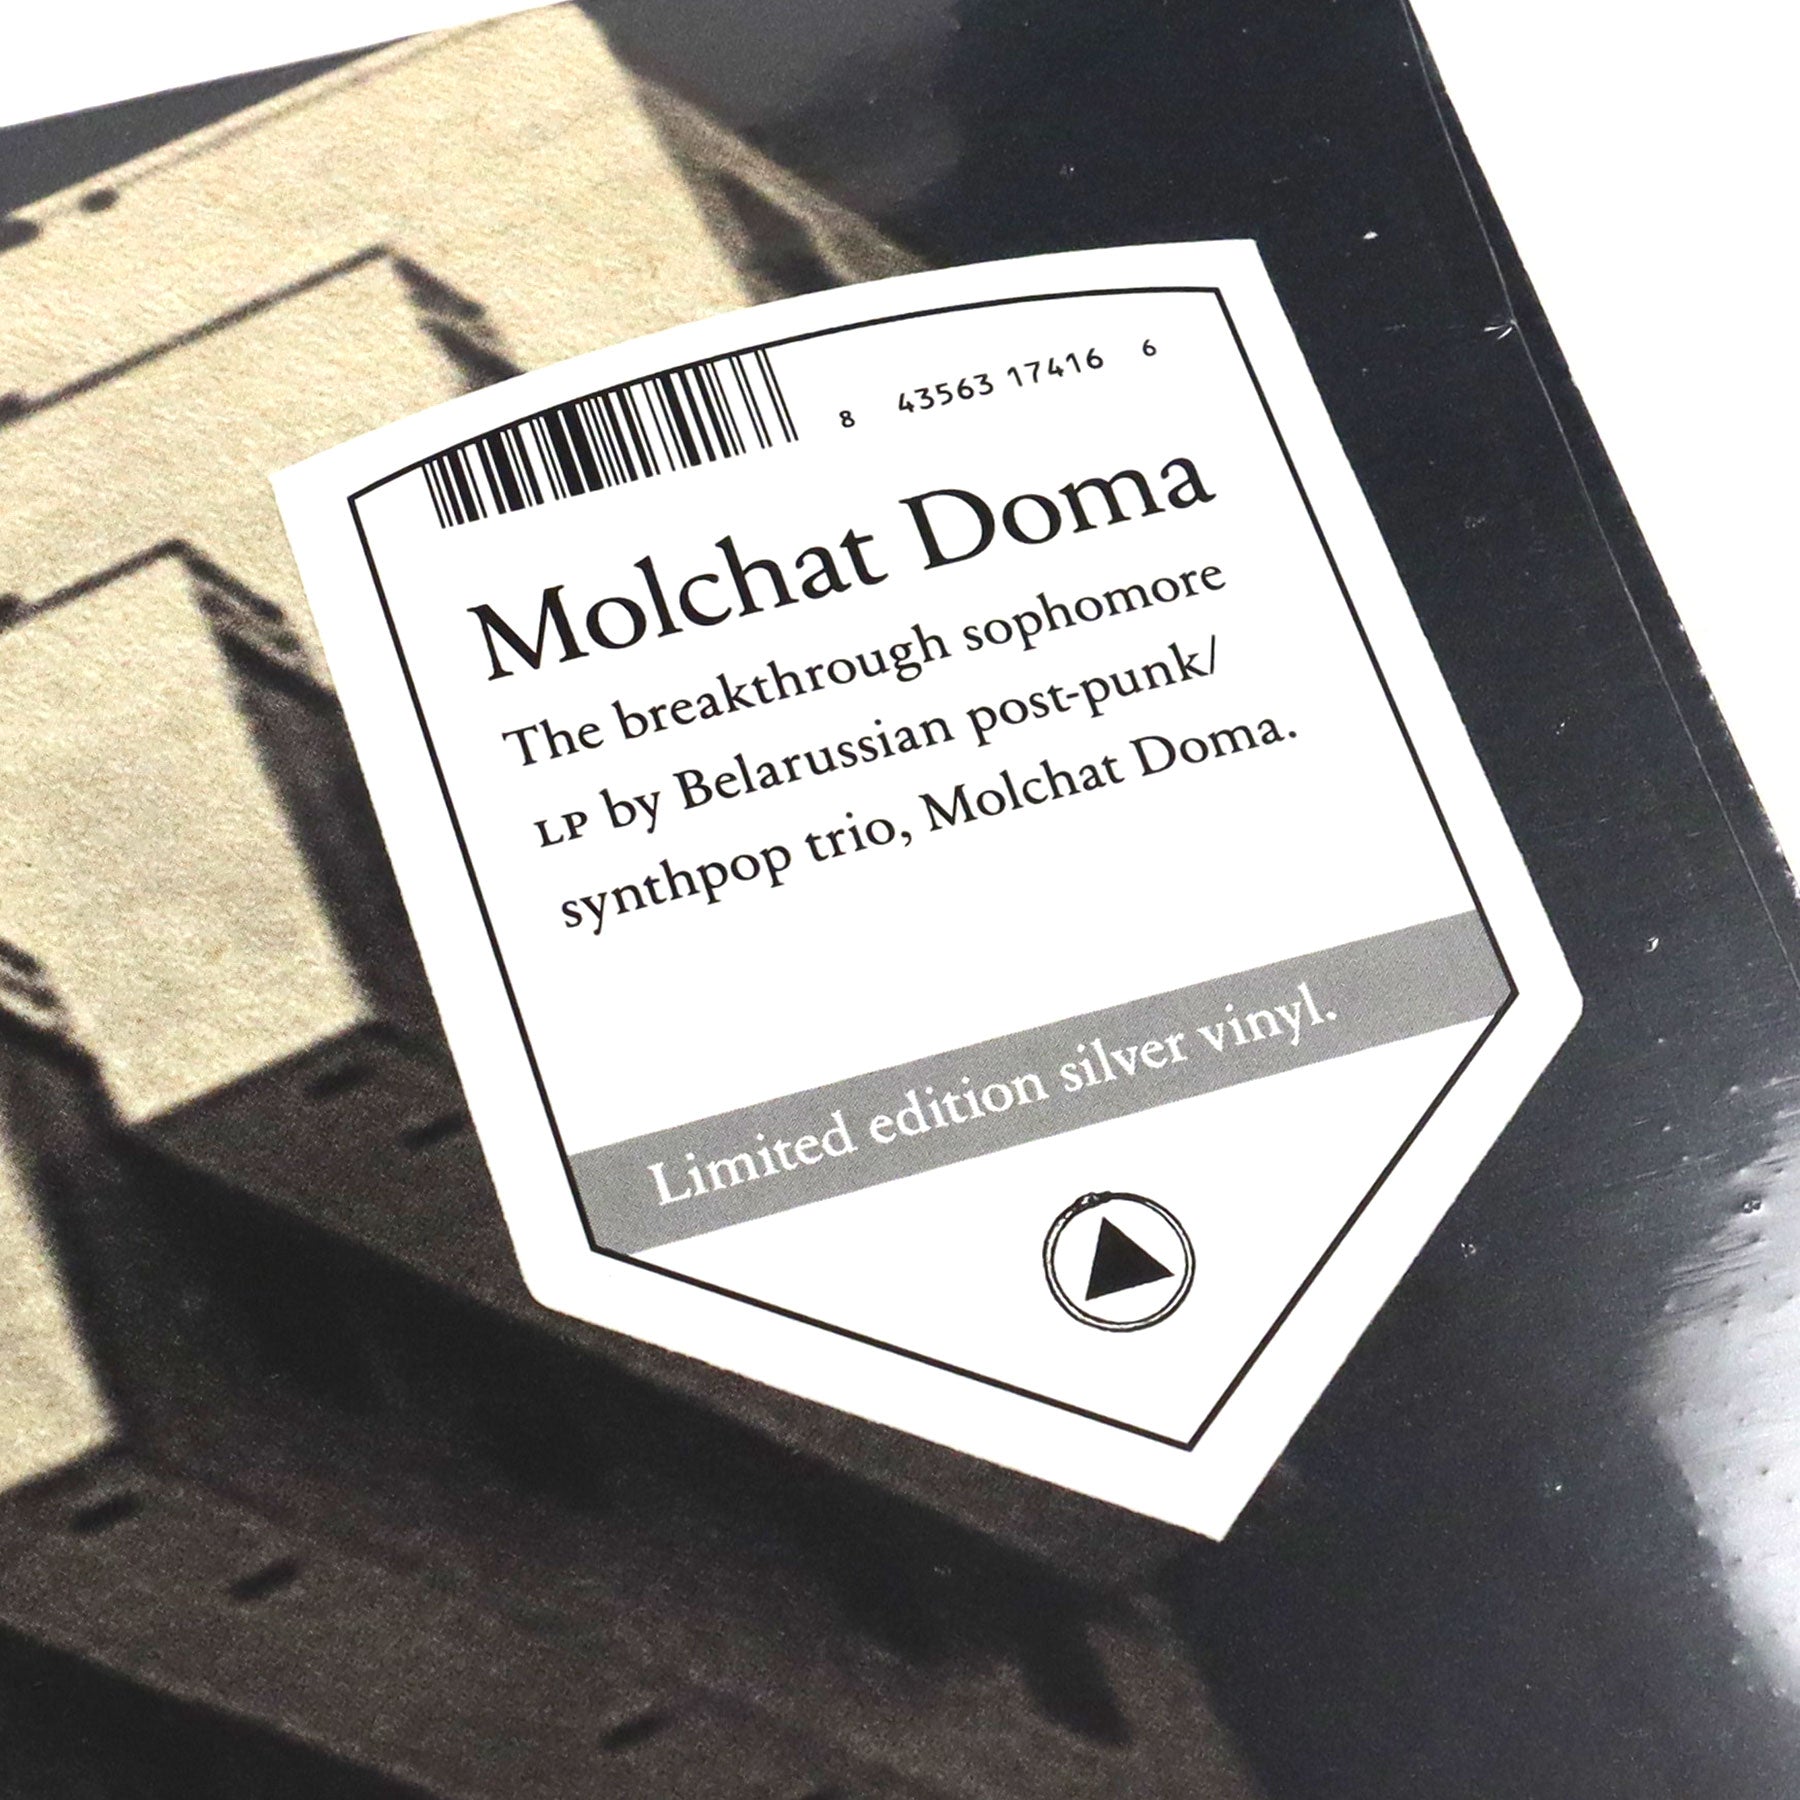 8 43563 17416 6
Molchat Doma
The breakthrough sophomore
LP by Belarussian post-punk/
synthpop trio, Molchat Doma.
Limited edition silver vinyl.